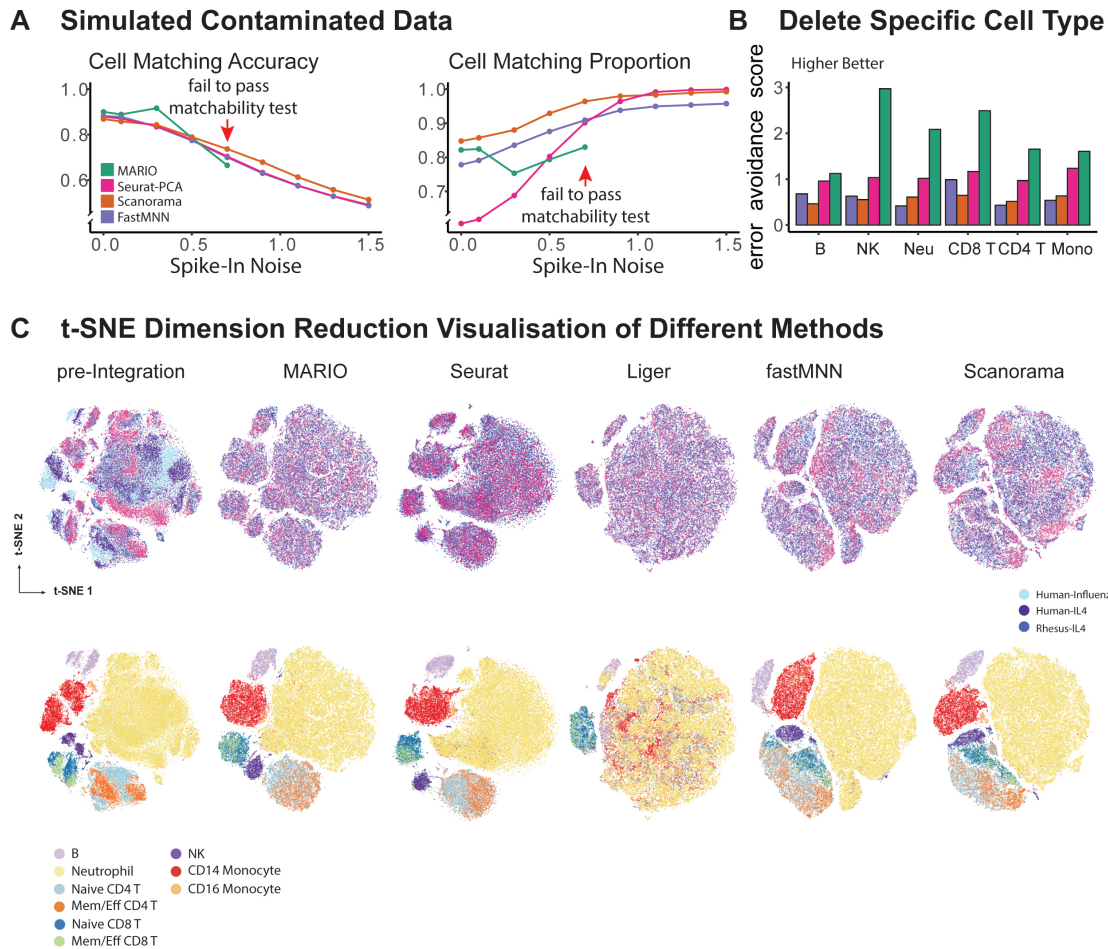 A Simulated Contaminated Data
Cell Matching Accuracy
fail to pass
matchability test
1.0
0.8
0.6
MARIO
Seurat-PCA
Scanorama
FastMNN
0.0 0.5 1.0 1.5
Spike-In Noise
Cell Matching Proportion
1.0
0.9
0.8
0.7
fail to pass
matchability test
0.0 0.5 1.0 1.5
Spike-In Noise
B Delete Specific Cell Type
Higher Better
error avoidance score
3
2
1
0
B NK Neu CD8 T CD4 T Mono
C t-SNE Dimension Reduction Visualisation of Different Methods
pre-Integration MARIO Seurat Liger fastMNN Scanorama
t-SNE 2
t-SNE 1
Human-Influenz
Human-IL4
Rhesus-IL4
B
Neutrophil
Naive CD4 T
Mem/Eff CD4 T
Naive CD8 T
Mem/Eff CD8 T
NK
CD14 Monocyte
CD16 Monocyte